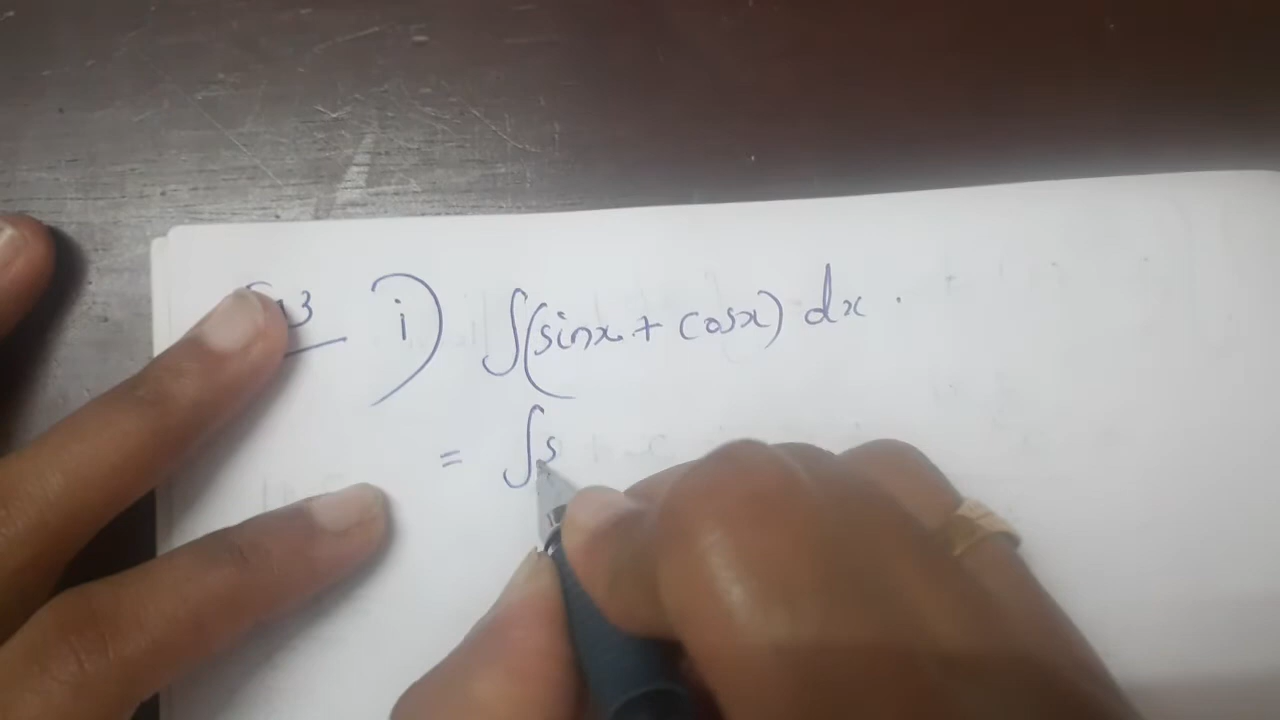 i) ∫(sinx + cosx) dx .
= ∫s